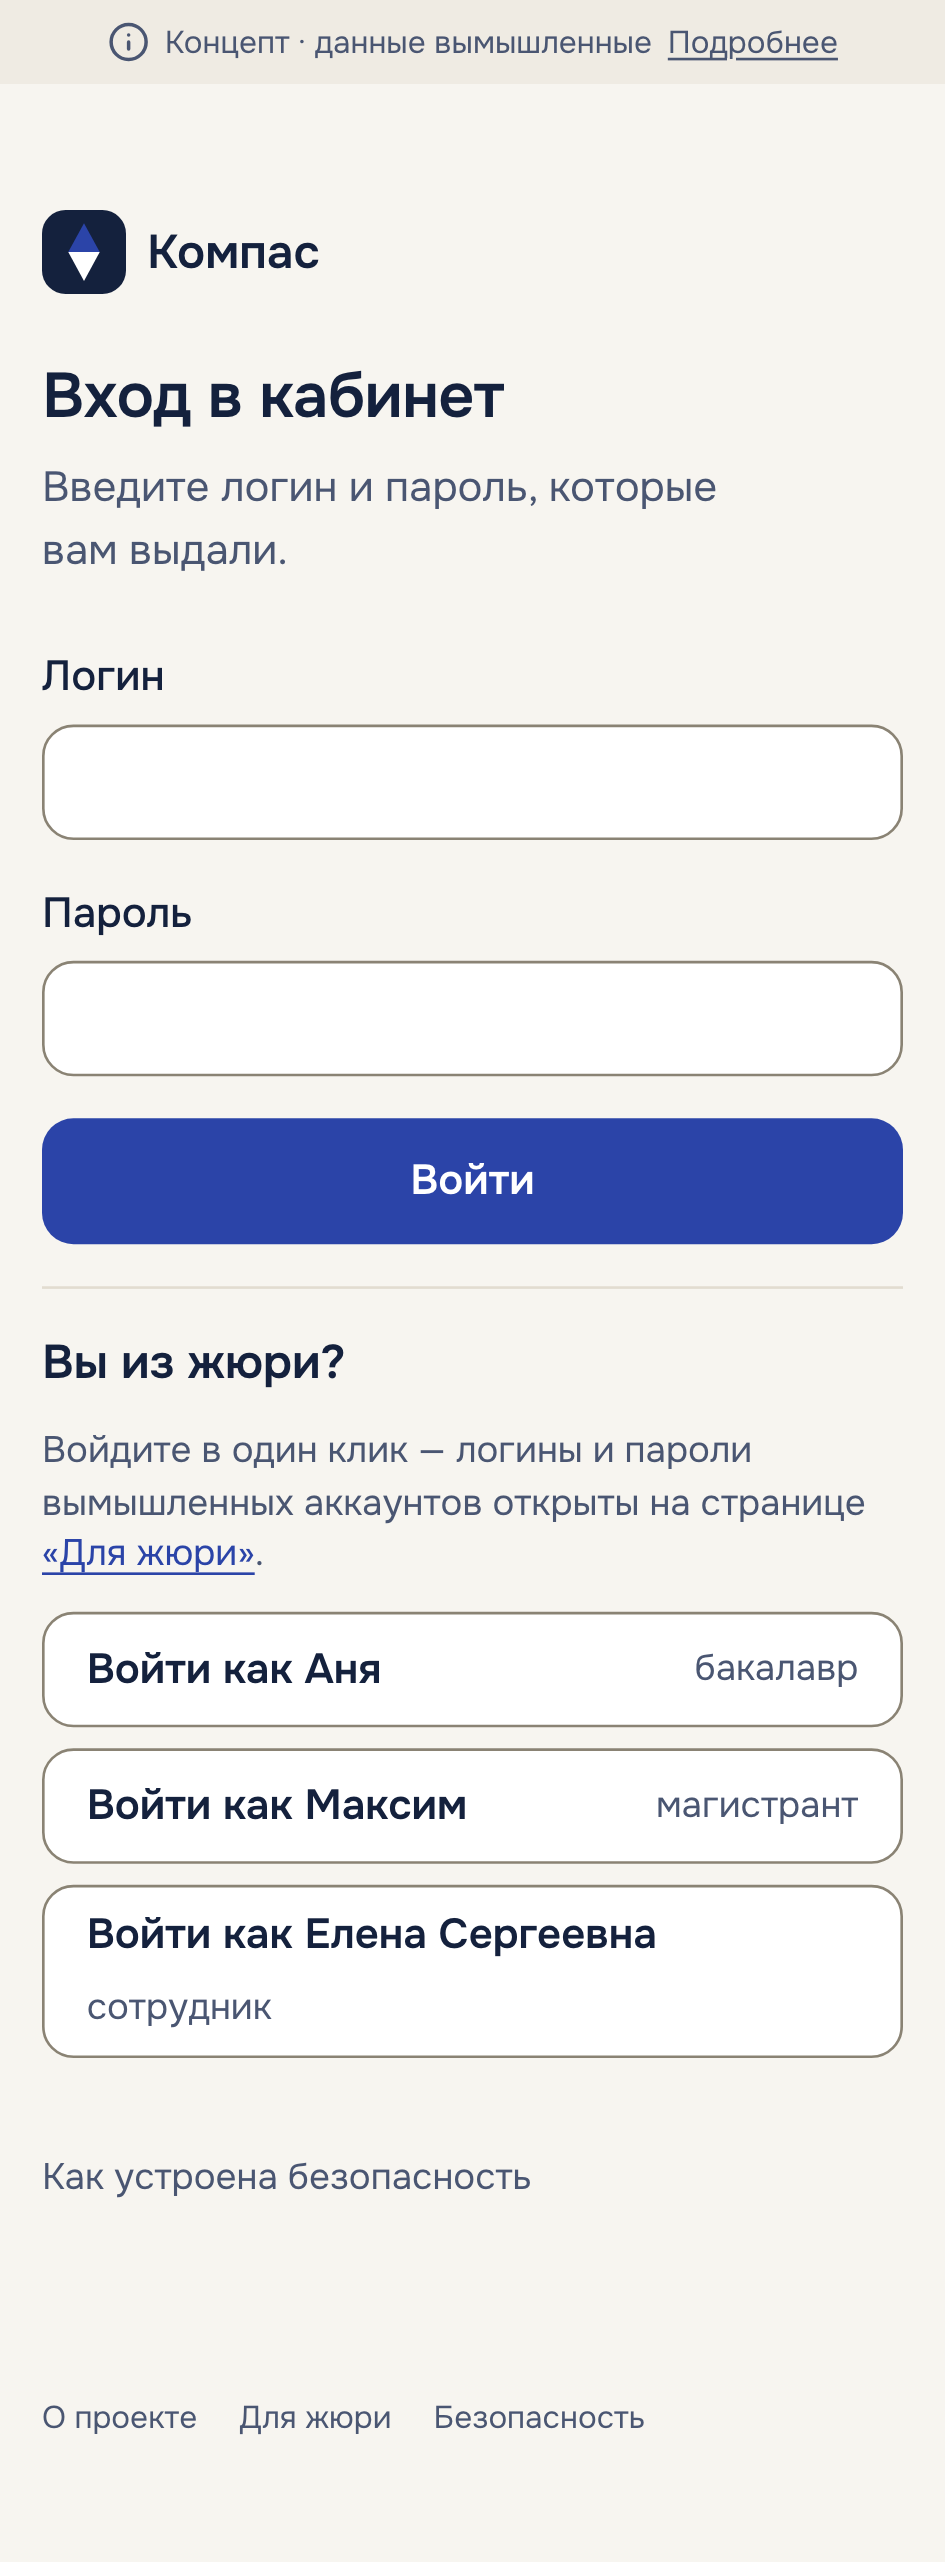 Концепт · данные вымышленные Подробнее
Компас
Вход в кабинет
Введите логин и пароль, которые
вам выдали.
Логин
Пароль
Войти
Вы из жюри?
Войдите в один клик — логины и пароли
вымышленных аккаунтов открыты на странице
«Для жюри».
Войти как Аня бакалавр
Войти как Максим магистрант
Войти как Елена Сергеевна
сотрудник
Как устроена безопасность
О проекте Для жюри Безопасность